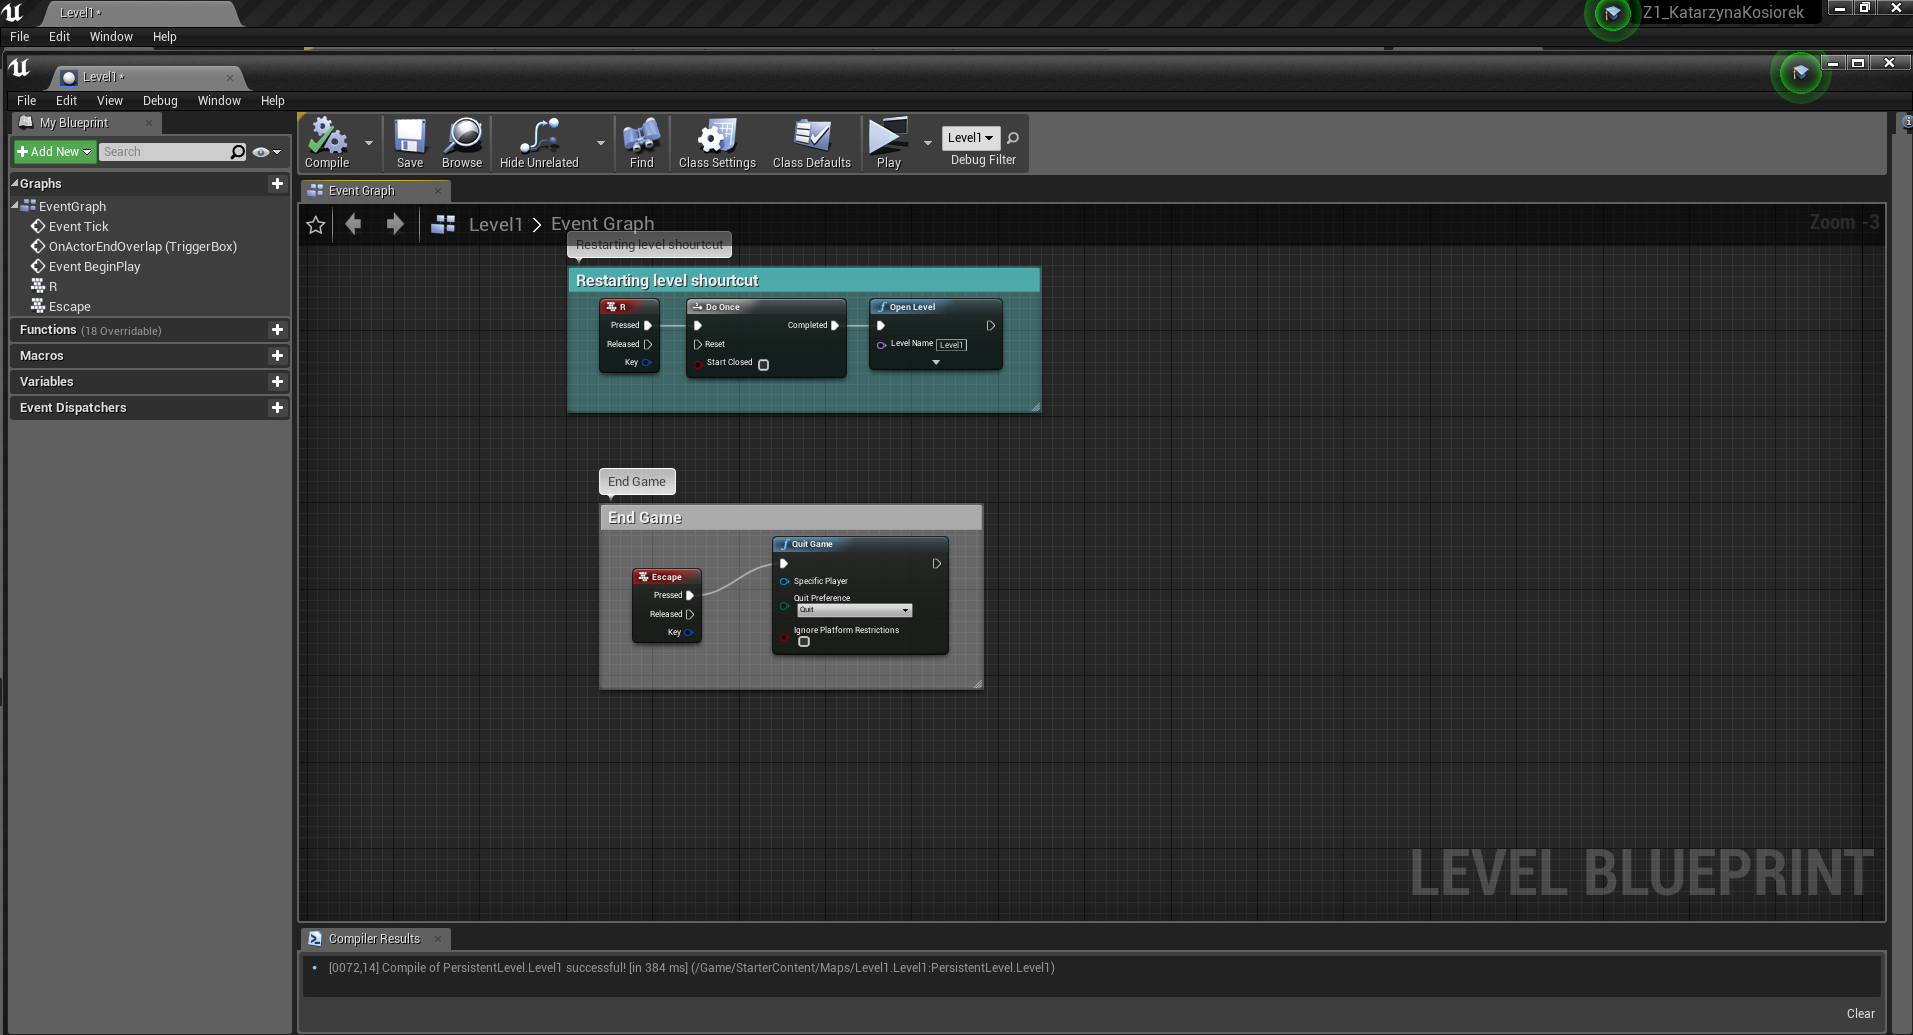 Level1*
Z1_KatarzynaKosiorek
File Edit Window Help
Level1*
File Edit View Debug Window Help
My Blueprint
Add New
Search
Graphs
EventGraph
Event Tick
OnActorEndOverlap (TriggerBox)
Event BeginPlay
R
Escape
Functions (18 Overridable)
Macros
Variables
Event Dispatchers
Compile
Save
Browse
Hide Unrelated
Find
Class Settings
Class Defaults
Play
Level1
Debug Filter
Event Graph
Level1 > Event Graph
Zoom -3
Restarting level shourtcut
Restarting level shourtcut
R
Pressed
Released
Key
Do Once
Completed
Reset
Start Closed
Open Level
Level Name Level1
End Game
End Game
Escape
Pressed
Released
Key
Quit Game
Specific Player
Quit Preference
Quit
Ignore Platform Restrictions
LEVEL BLUEPRINT
Compiler Results
[0072,14] Compile of PersistentLevel.Level1 successful! [in 384 ms] (/Game/StarterContent/Maps/Level1.Level1:PersistentLevel.Level1)
Clear